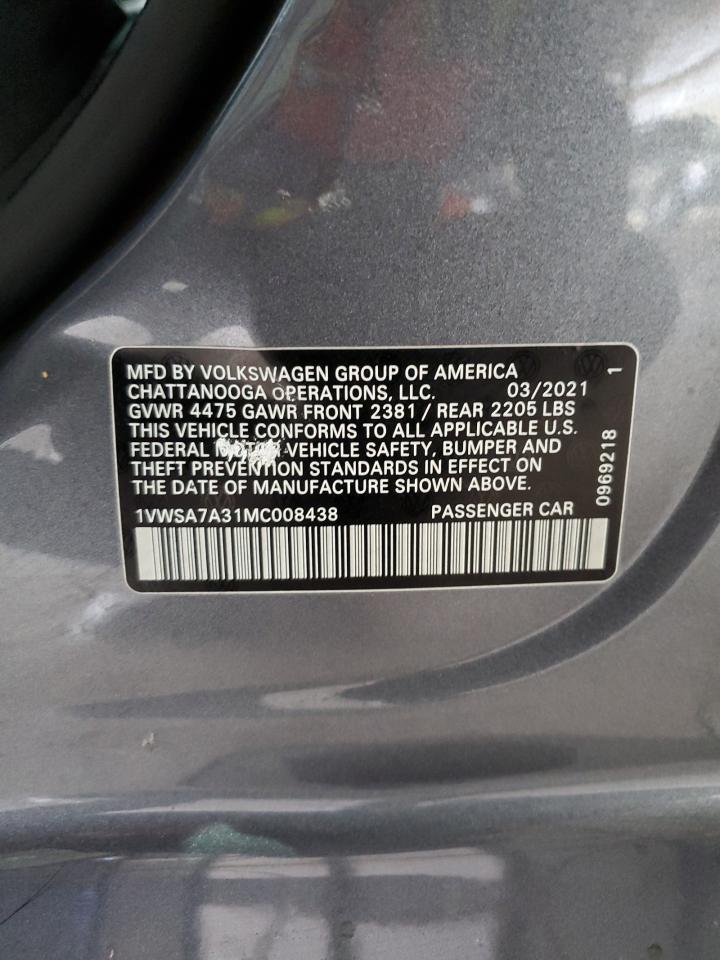 MFD BY VOLKSWAGEN GROUP OF AMERICA
CHATTANOOGA OPERATIONS, LLC. 03/2021
GVWR 4475 GAWR FRONT 2381 / REAR 2205 LBS
THIS VEHICLE CONFORMS TO ALL APPLICABLE U.S.
FEDERAL MOTOR VEHICLE SAFETY, BUMPER AND
THEFT PREVENTION STANDARDS IN EFFECT ON
THE DATE OF MANUFACTURE SHOWN ABOVE.
1VWSA7A31MC008438 PASSENGER CAR
0969218 1